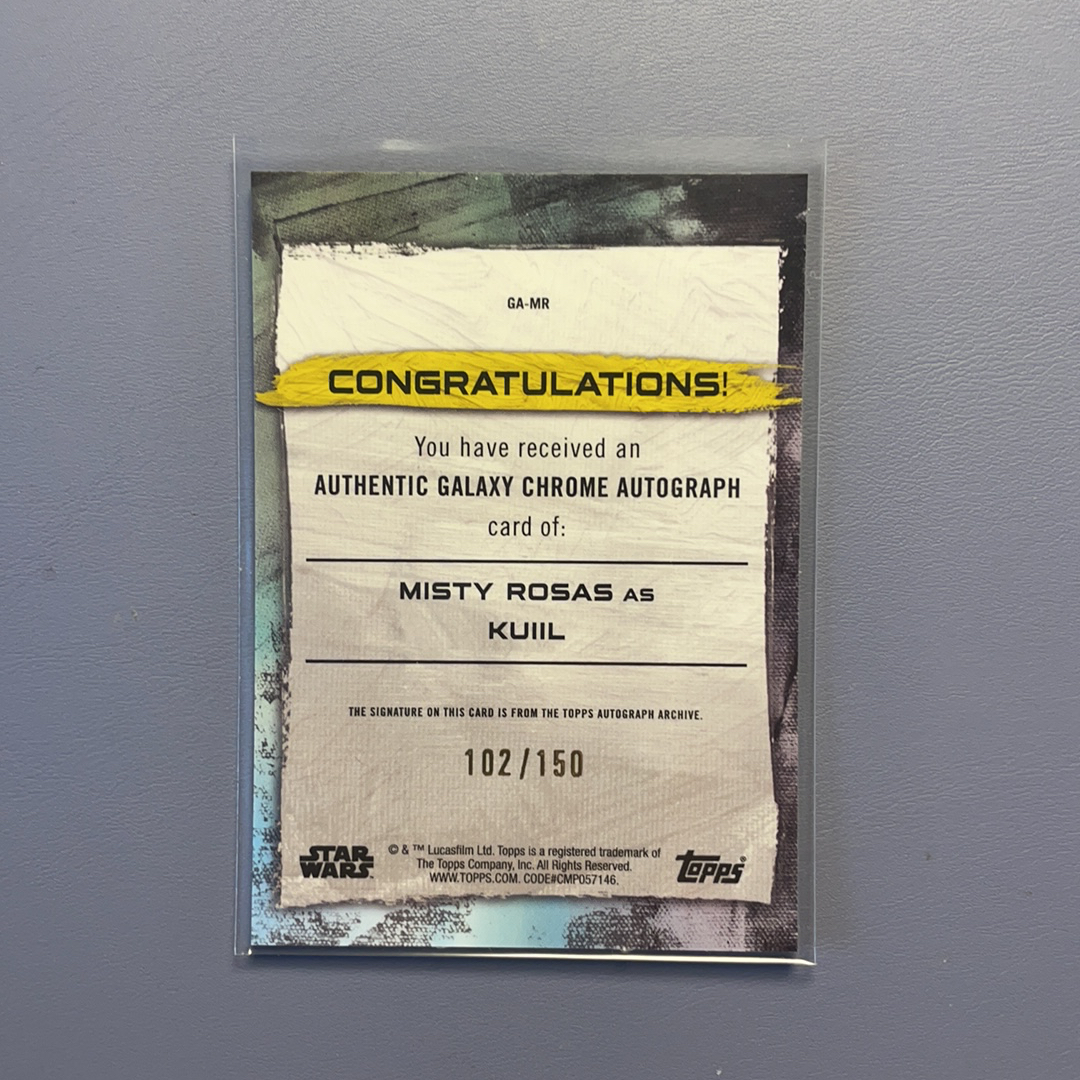 GA-MR
CONGRATULATIONS!
You have received an
AUTHENTIC GALAXY CHROME AUTOGRAPH
card of:
MISTY ROSAS AS
KUIIL
THE SIGNATURE ON THIS CARD IS FROM THE TOPPS AUTOGRAPH ARCHIVE.
102/150
STAR
WARS
© & ™ Lucasfilm Ltd. Topps is a registered trademark of
The Topps Company, Inc. All Rights Reserved.
WWW.TOPPS.COM. CODE#CMP057146.
topps®